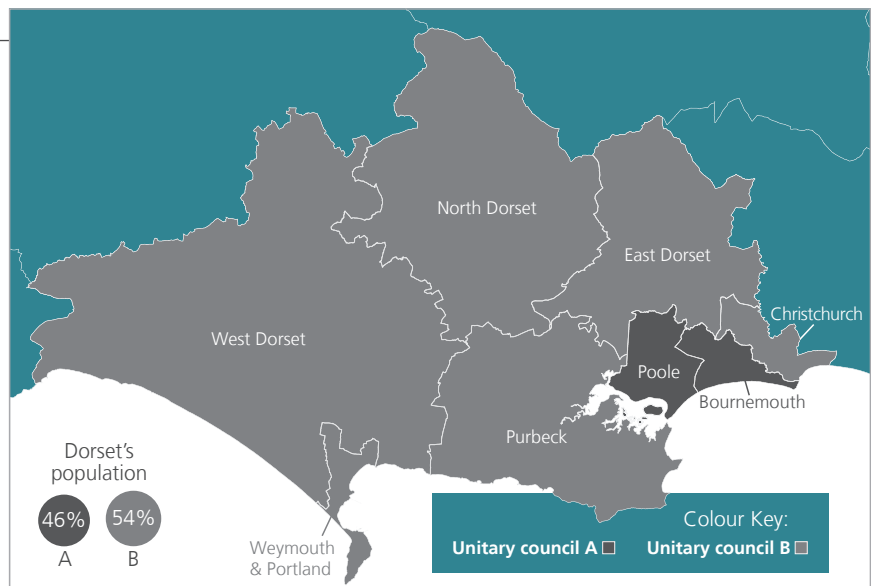 North Dorset
East Dorset
Christchurch
West Dorset
Poole
Bournemouth
Purbeck
Dorset's
population
46%
54%
A
B
Weymouth
& Portland
Colour Key:
Unitary council A
Unitary council B